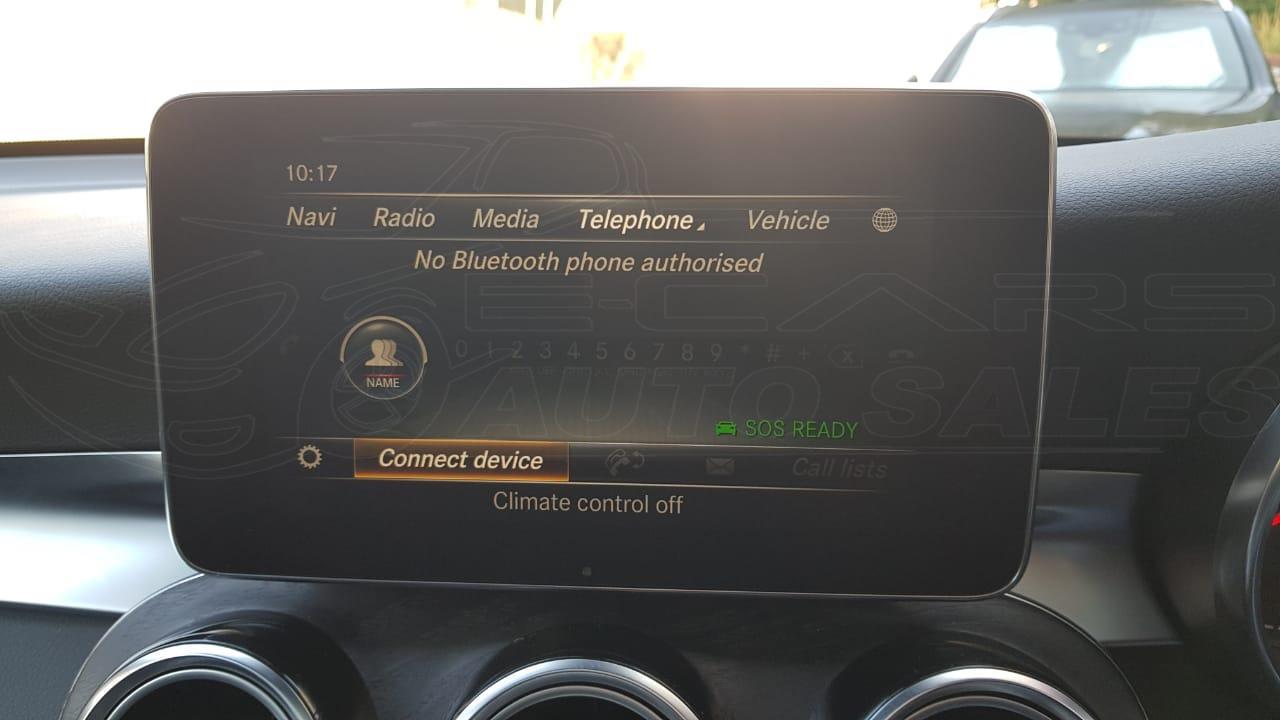 10:17
Navi Radio Media Telephone Vehicle
No Bluetooth phone authorised
E-CARS
0 1 2 3 4 5 6 7 8 9 * # + x
NAME
AUTO SALES
SOS READY
Connect device Call lists
Climate control off